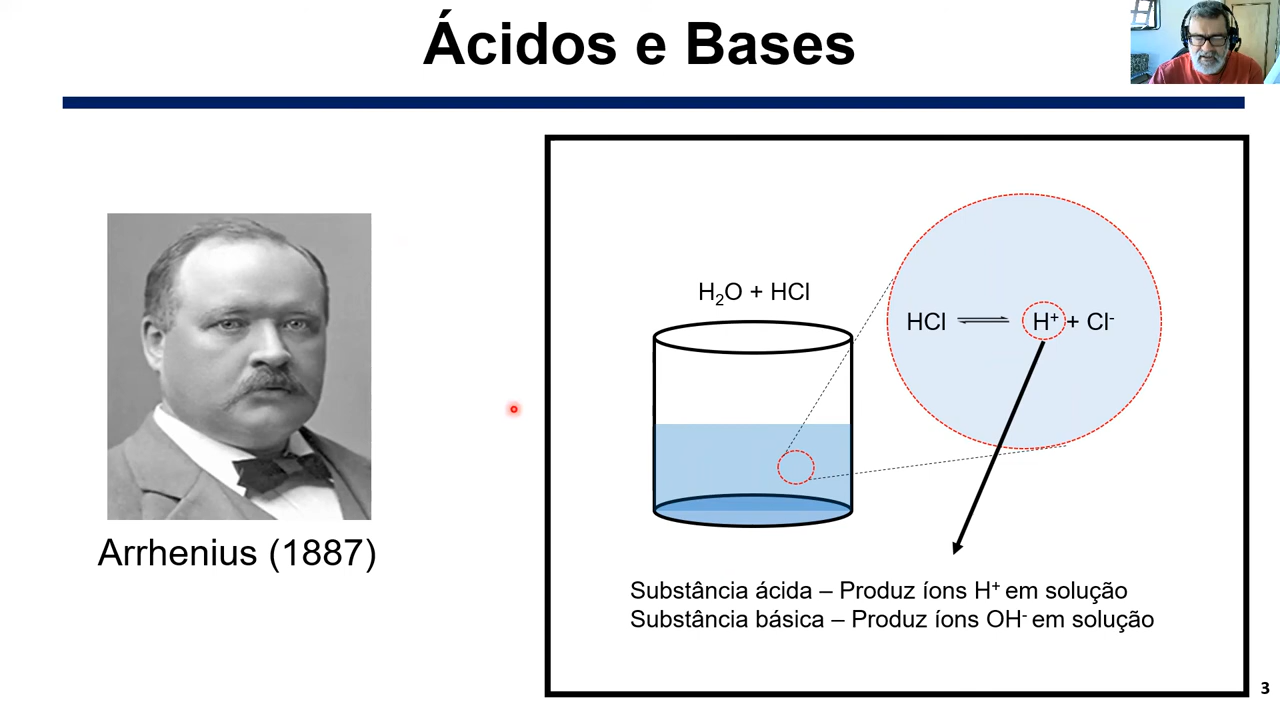 Ácidos e Bases
H₂O + HCl
HCl ⇌ H⁺ + Cl⁻
Arrhenius (1887)
Substância ácida – Produz íons H⁺ em solução
Substância básica – Produz íons OH⁻ em solução
3